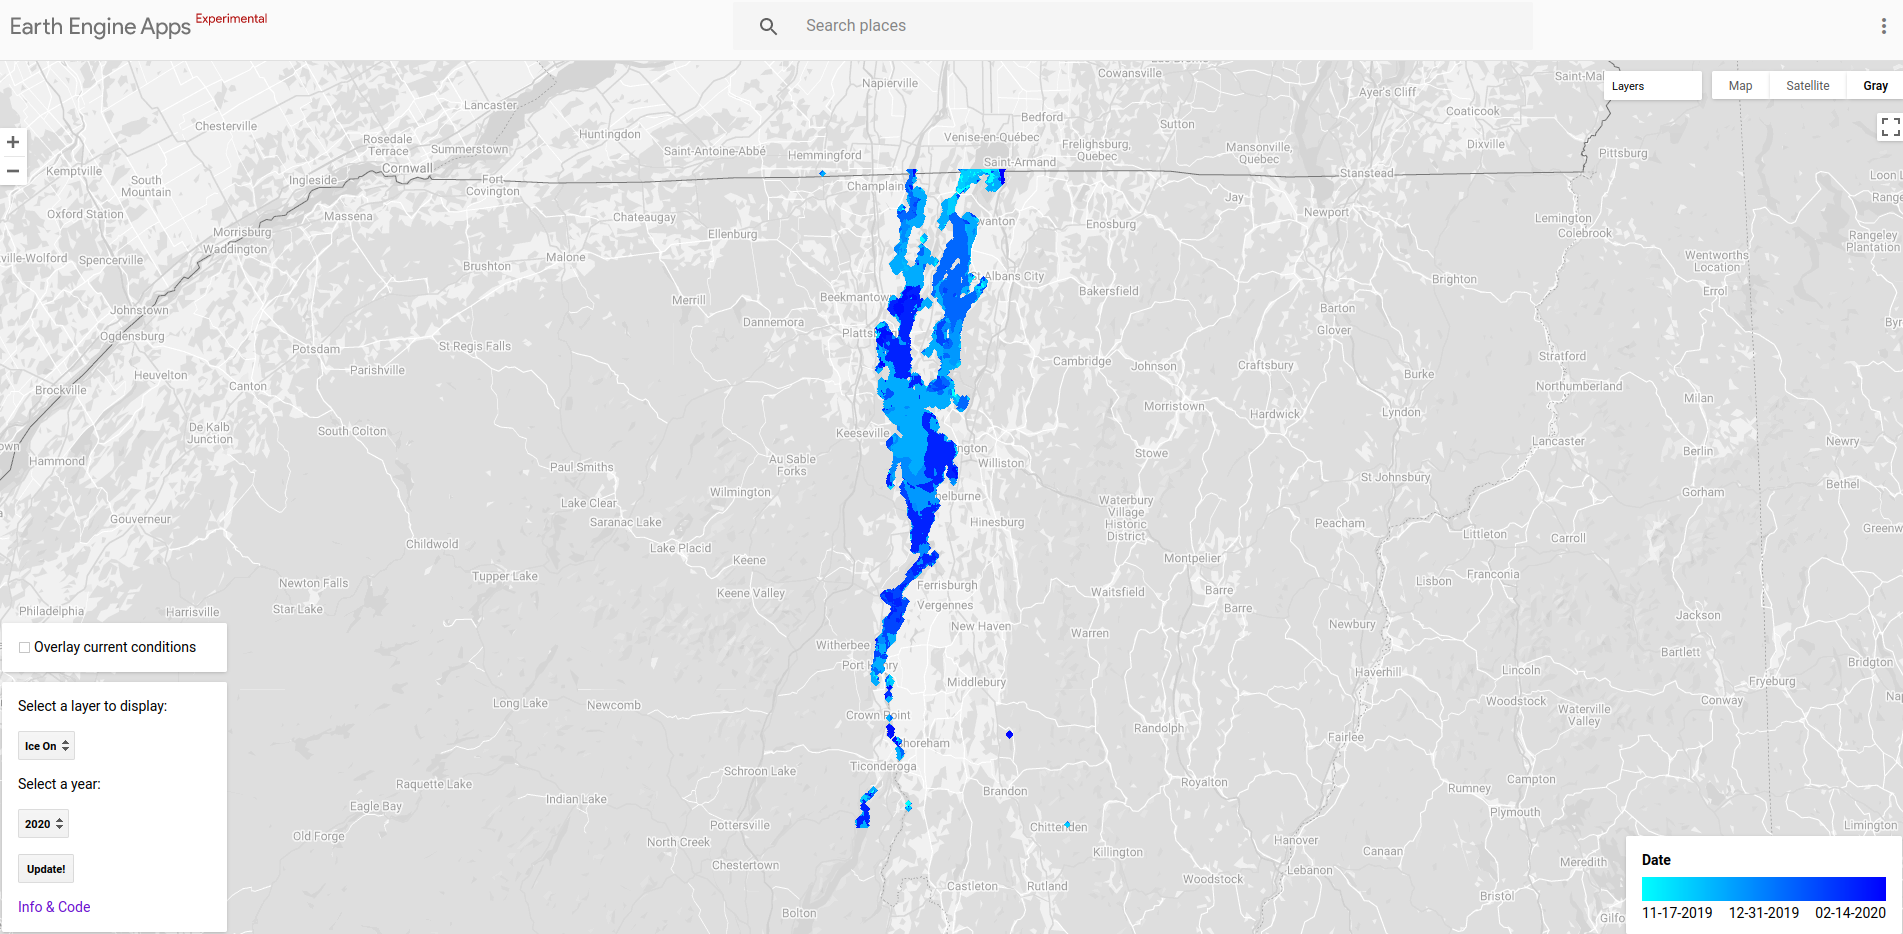 Earth Engine Apps Experimental
Search places
Layers
Map Satellite Gray
Napierville
Cowansville
Ayer's Cliff
Lancaster
Coaticook
Bedford
Sutton
Chesterville
Huntingdon
Venise-en-Québec
Rosedale
Terrace
Summerstown
Saint-Antoine-Abbé
Hemmingford
Frelighsburg,
Quebec
Mansonville,
Quebec
Dixville
Pittsburg
Saint-Armand
Kemptville
South
Mountain
Ingleside
Cornwall
Fort
Covington
Champlain
Stanstead
Oxford Station
Massena
Chateaugay
Jay
Newport
Lemington
Colebrook
Morrisburg
Waddington
Ellenburg
Enosburg
Rangeley
Plantation
Spencerville
Brushton
Malone
St Albans City
Brighton
Wentworths
Location
Errol
Johnstown
Merrill
Bakersfield
Barton
Glover
Ogdensburg
Dannemora
Potsdam
St Regis Falls
Parishville
Cambridge
Johnson
Craftsbury
Burke
Stratford
Northumberland
Heuvelton
Brockville
Canton
Morristown
Hardwick
Lyndon
Milan
De Kalb
Junction
South Colton
Keeseville
Lancaster
Newry
Hammond
Paul Smiths
Au Sable
Forks
Williston
Stowe
St Johnsbury
Berlin
Gorham
Bethel
Wilmington
Lake Clear
Saranac Lake
Waterbury
Village
Historic
District
Hinesburg
Peacham
Littleton
Carroll
Gouverneur
Childwold
Lake Placid
Keene
Montpelier
Newton Falls
Tupper Lake
Keene Valley
Ferrisburgh
Vergennes
Waitsfield
Barre
Barre
Lisbon
Franconia
Philadelphia
Harrisville
Star Lake
New Haven
Warren
Newbury
Jackson
Witherbee
Bartlett
Bridgton
Middlebury
Haverhill
Lincoln
Fryeburg
Long Lake
Newcomb
Crown Point
Randolph
Fairlee
Woodstock
Waterville
Valley
Conway
Ticonderoga
Schroon Lake
Raquette Lake
Indian Lake
Eagle Bay
Brandon
Royalton
Rumney
Campton
Plymouth
Old Forge
Pottersville
North Creek
Chittenden
Killington
Hanover
Canaan
Limington
Chestertown
Lebanon
Meredith
Castleton
Rutland
Woodstock
Bristol
Bolton
Overlay current conditions
Select a layer to display:
Ice On
Select a year:
2020
Update!
Info & Code
Date
11-17-2019 12-31-2019 02-14-2020